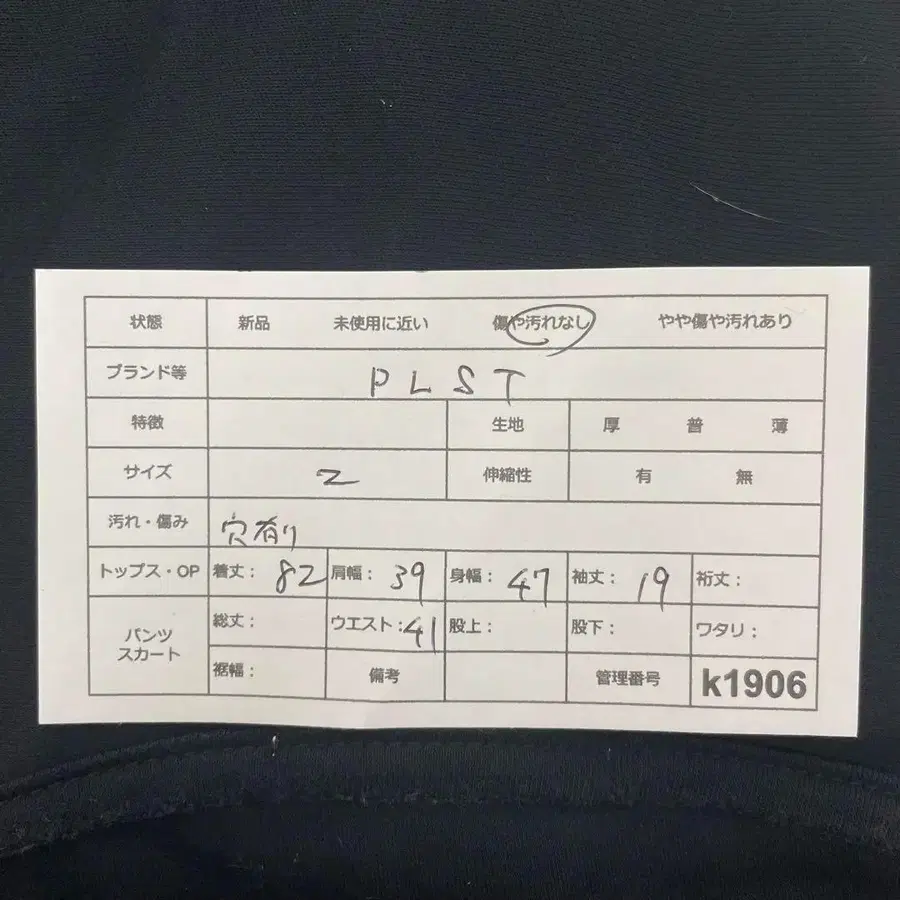 状態 新品 未使用に近い 傷や汚れなし やや傷や汚れあり
ブランド等 PLST
特徴 生地 厚 普 薄
サイズ 2 伸縮性 有 無
汚れ・傷み 穴有り
トップス・OP 着丈： 82 肩幅： 39 身幅： 47 袖丈： 19 裄丈：
パンツ
スカート
総丈： ウエスト： 41 股上： 股下： ワタリ：
裾幅： 備考 管理番号 k1906